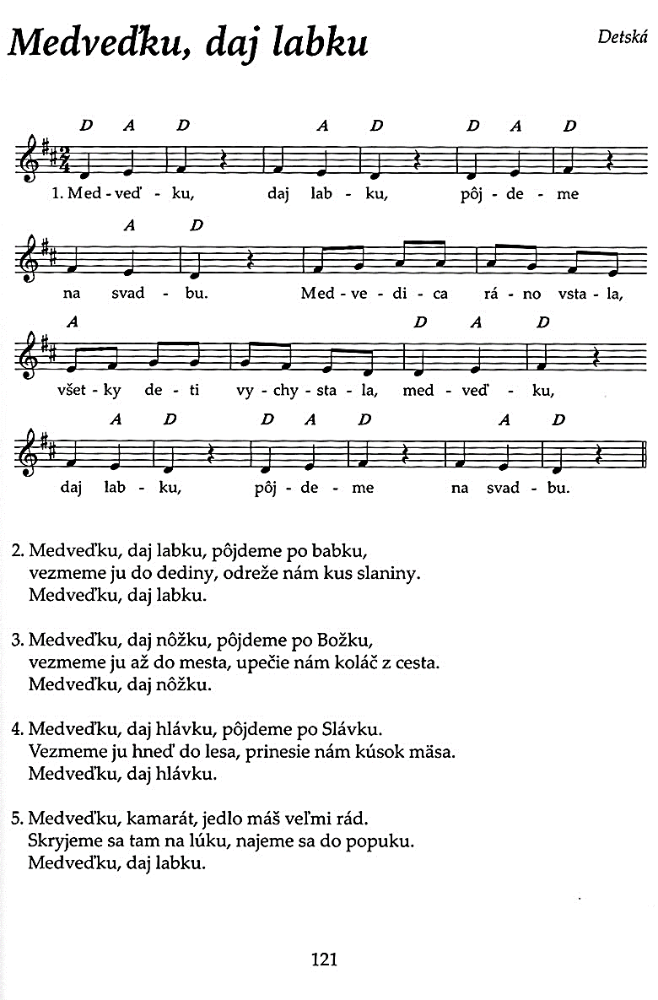 Medveďku, daj labku
Detská
D A D A D D A D
2
4
1. Med - veď - ku, daj lab - ku, pôj - de - me
A D
na svad - bu. Med - ve - di - ca rá - no vsta - la,
A D A D
všet - ky de - ti vy - chy - sta - la, med - veď - ku,
A D D A D A D
daj lab - ku, pôj - de - me na svad - bu.
2. Medveďku, daj labku, pôjdeme po babku,
vezmeme ju do dediny, odreže nám kus slaniny.
Medveďku, daj labku.
3. Medveďku, daj nôžku, pôjdeme po Božku,
vezmeme ju až do mesta, upečie nám koláč z cesta.
Medveďku, daj nôžku.
4. Medveďku, daj hlávku, pôjdeme po Slávku.
Vezmeme ju hneď do lesa, prinesie nám kúsok mäsa.
Medveďku, daj hlávku.
5. Medveďku, kamarát, jedlo máš veľmi rád.
Skryjeme sa tam na lúku, najeme sa do popuku.
Medveďku, daj labku.
121